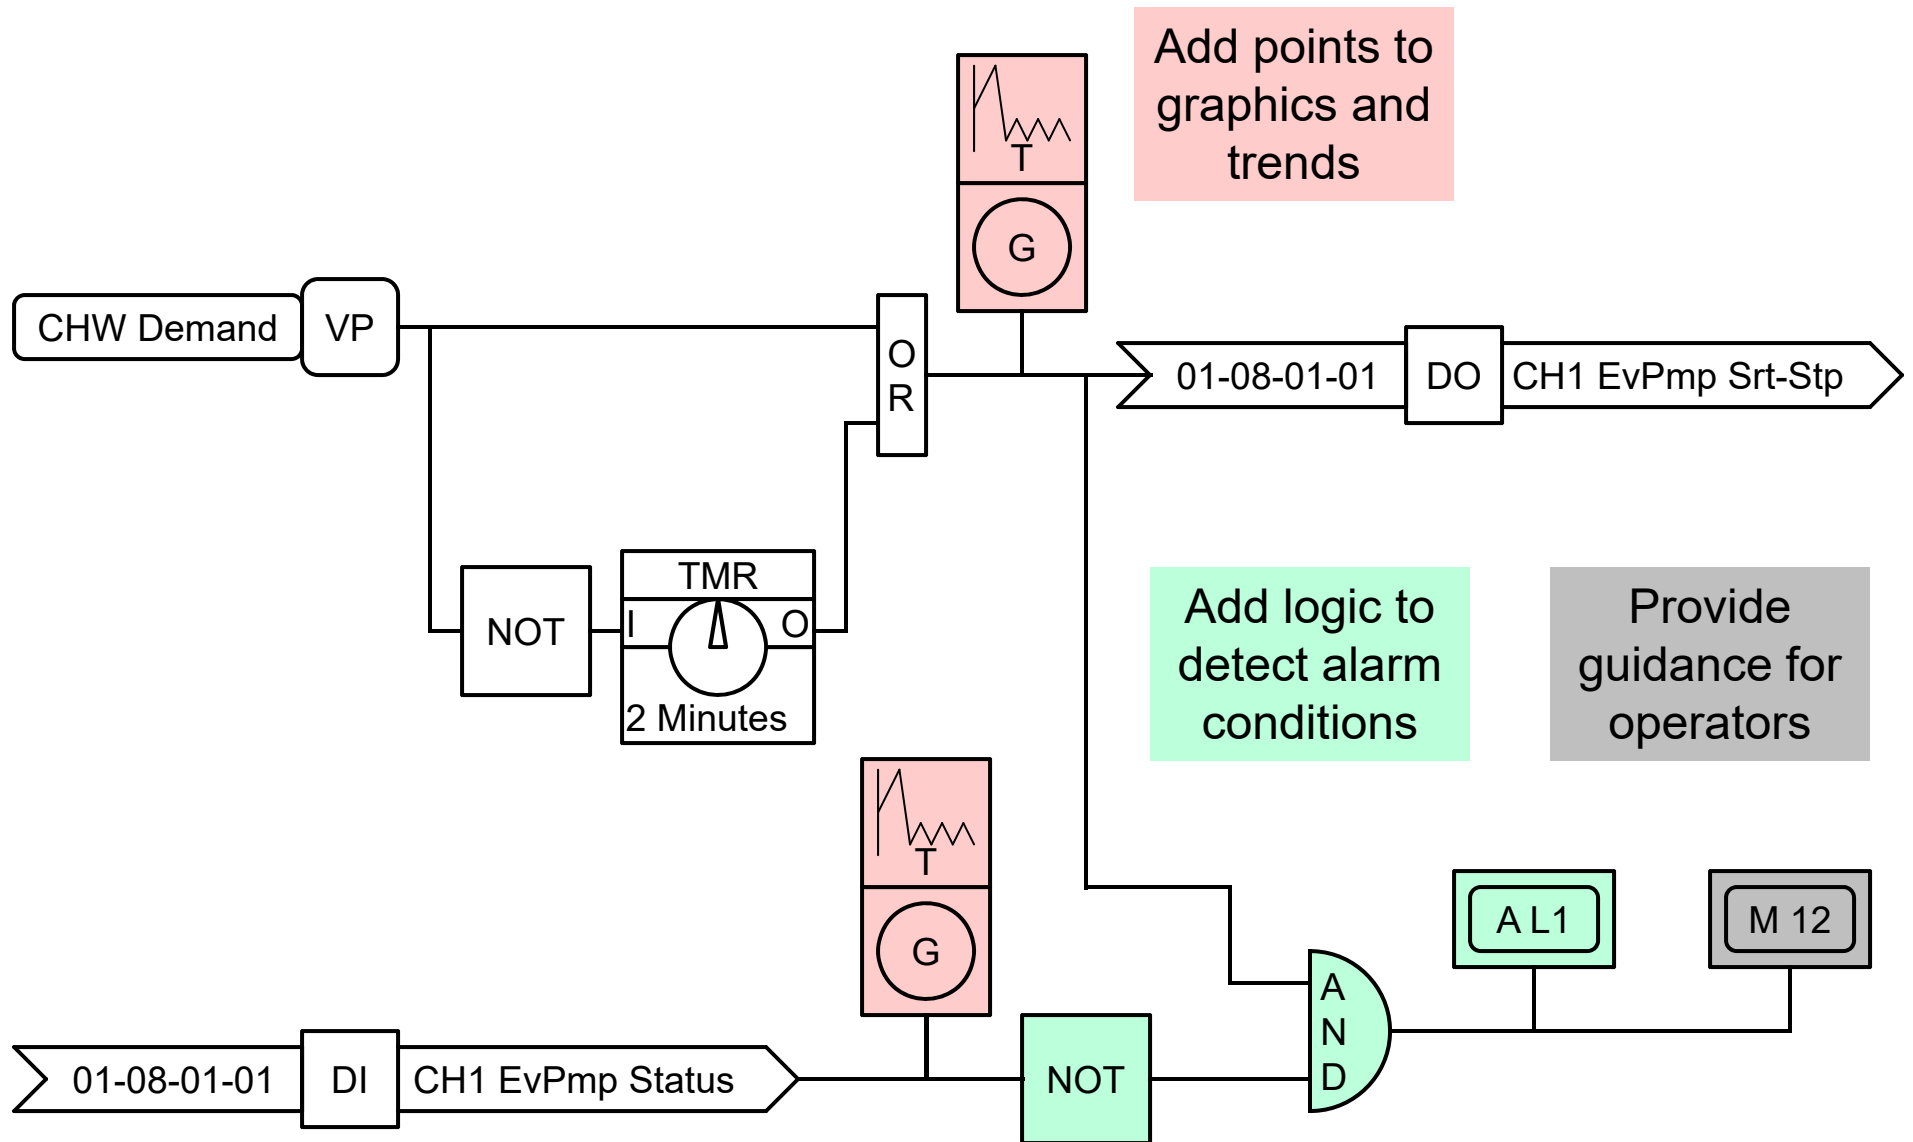 Add points to
graphics and
trends
T
G
CHW Demand
VP
O
R
01-08-01-01
DO
CH1 EvPmp Srt-Stp
NOT
TMR
I
O
2 Minutes
Add logic to
detect alarm
conditions
Provide
guidance for
operators
T
G
A L1
M 12
A
N
D
01-08-01-01
DI
CH1 EvPmp Status
NOT